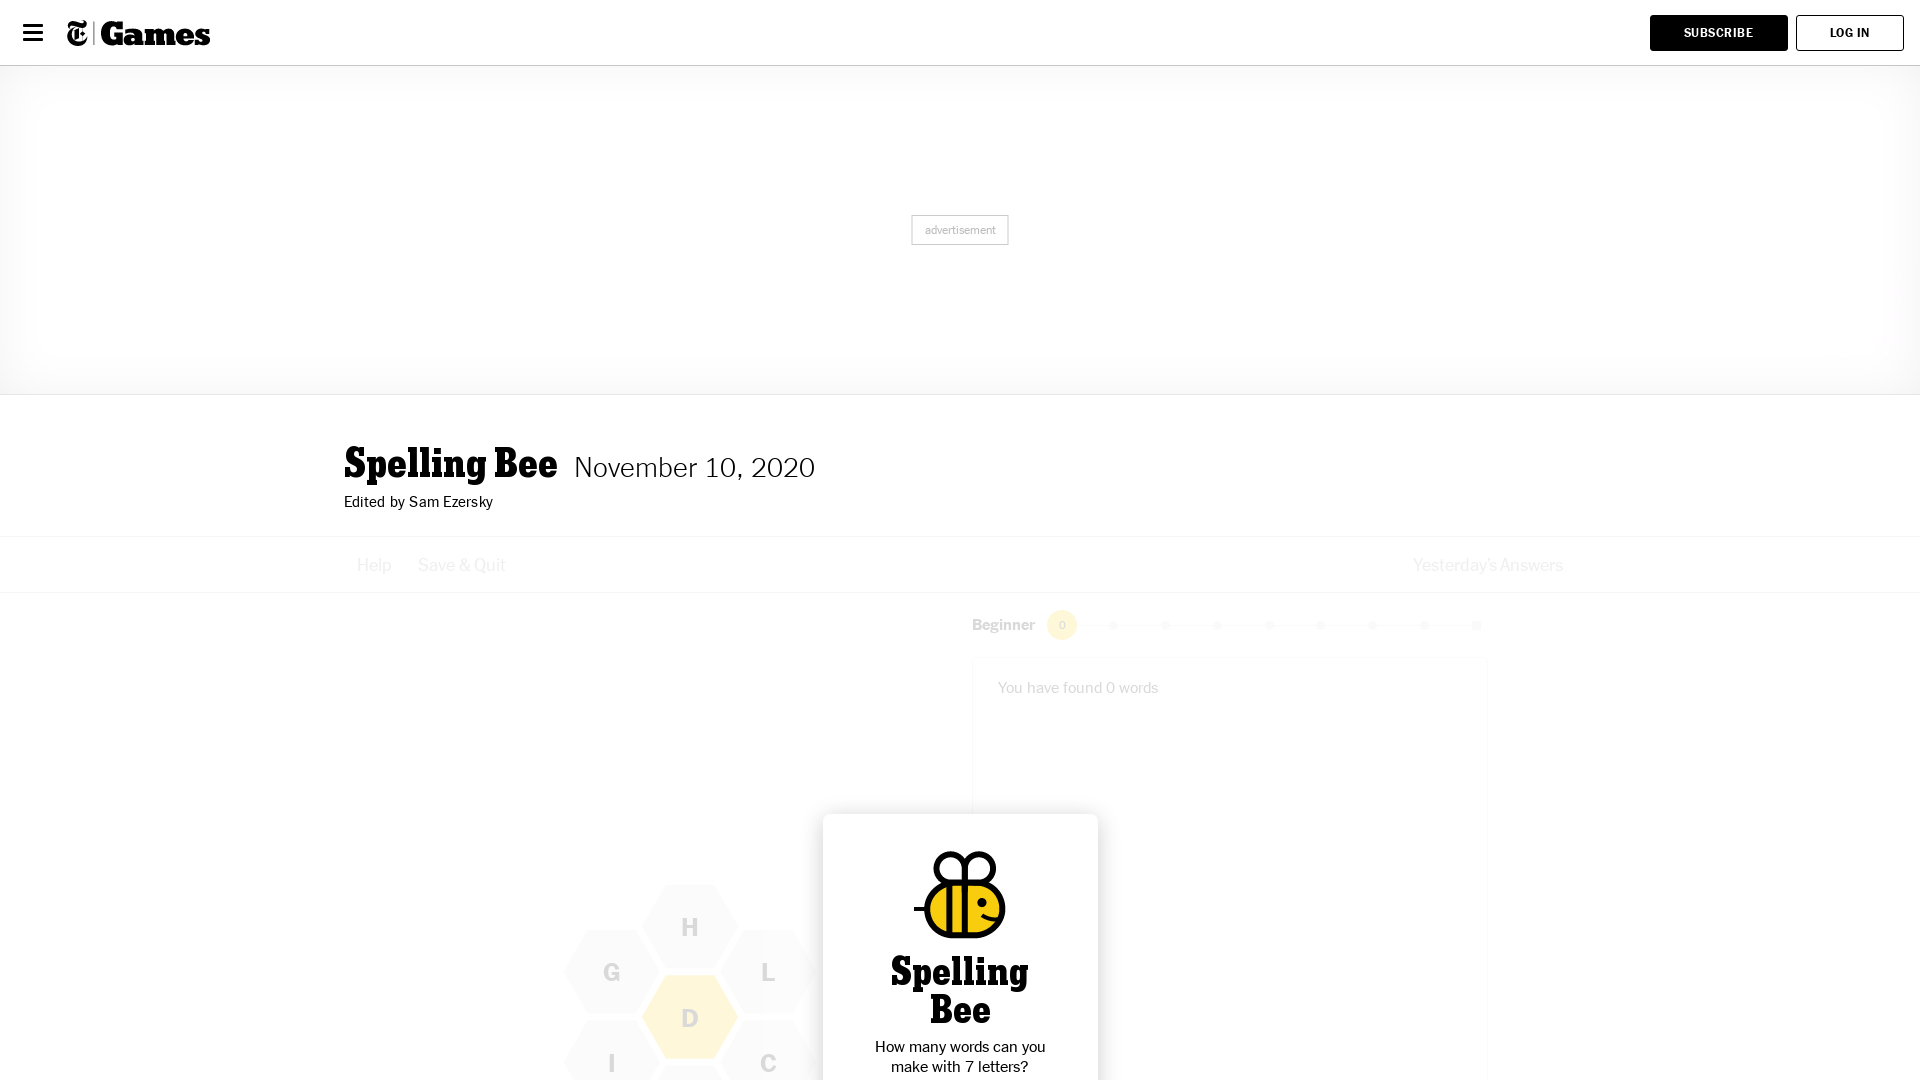 T Games
SUBSCRIBE
LOG IN
advertisement
Spelling Bee November 10, 2020
Edited by Sam Ezersky
Help Save & Quit Yesterday's Answers
Beginner 0
You have found 0 words
H
G
L
D
I
C
Spelling
Bee
How many words can you
make with 7 letters?